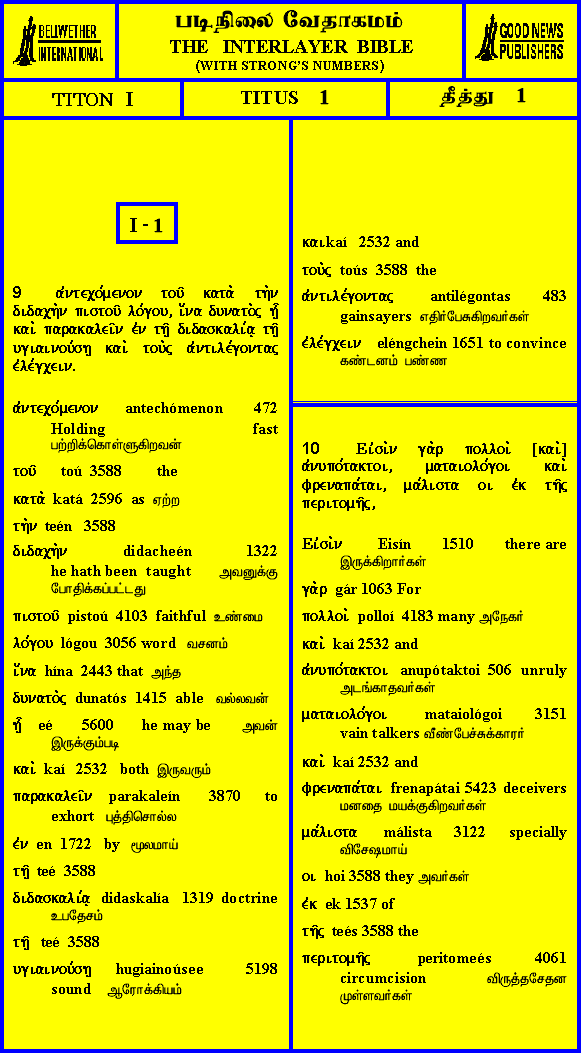 BELLWETHER
INTERNATIONAL
படிநிலை வேதாகமம்
THE INTERLAYER BIBLE
(WITH STRONG'S NUMBERS)
GOOD NEWS
PUBLISHERS
TITON I
TITUS 1
தீத்து 1
I - 1
9 ἀντεχόμενον τοῦ κατὰ τὴν
διδαχὴν πιστοῦ λόγου, ἵνα δυνατὸς ᾖ
καὶ παρακαλεῖν ἐν τῇ διδασκαλίᾳ τῇ
υγιαινούσῃ καὶ τοὺς ἀντιλέγοντας
ἐλέγχειν.
ἀντεχόμενον antechómenon 472
Holding fast
பற்றிக்கொள்ளுகிறவன்
τοῦ toú 3588 the
κατὰ katá 2596 as ஏற்ற
τὴν teén 3588
διδαχὴν didacheén 1322
he hath been taught அவனுக்கு
போதிக்கப்பட்டது
πιστοῦ pistoú 4103 faithful உண்மை
λόγου lógou 3056 word வசனம்
ἵνα hína 2443 that அந்த
δυνατὸς dunatós 1415 able வல்லவன்
ᾖ eé 5600 he may be அவன்
இருக்கும்படி
καὶ kaí 2532 both இருவரும்
παρακαλεῖν parakaleín 3870 to
exhort புத்திசொல்ல
ἐν en 1722 by மூலமாய்
τῇ teé 3588
διδασκαλίᾳ didaskalía 1319 doctrine
உபதேசம்
τῇ teé 3588
υγιαινούσῃ hugiainoúsee 5198
sound ஆரோக்கியம்
και kaí 2532 and
τοὺς toús 3588 the
ἀντιλέγοντας antilégontas 483
gainsayers எதிர்பேசுகிறவர்கள்
ἐλέγχειν eléngchein 1651 to convince
கண்டனம் பண்ண
10 Εἰσὶν γὰρ πολλοὶ [καὶ]
ἀνυπότακτοι, ματαιολόγοι καὶ
φρεναπάται, μάλιστα οι ἐκ τῆς
περιτομῆς,
Εἰσὶν Eisín 1510 there are
இருக்கிறார்கள்
γὰρ gár 1063 For
πολλοὶ polloí 4183 many அநேகர்
καὶ kaí 2532 and
ἀνυπότακτοι anupótaktoi 506 unruly
அடங்காதவர்கள்
ματαιολόγοι mataiológoi 3151
vain talkers வீண்பேச்சுக்காரர்
καὶ kaí 2532 and
φρεναπάται frenapátai 5423 deceivers
மனதை மயக்குகிறவர்கள்
μάλιστα málista 3122 specially
விசேஷமாய்
οι hoi 3588 they அவர்கள்
ἐκ ek 1537 of
τῆς teés 3588 the
περιτομῆς peritomeés 4061
circumcision விருத்தசேதன
முள்ளவர்கள்